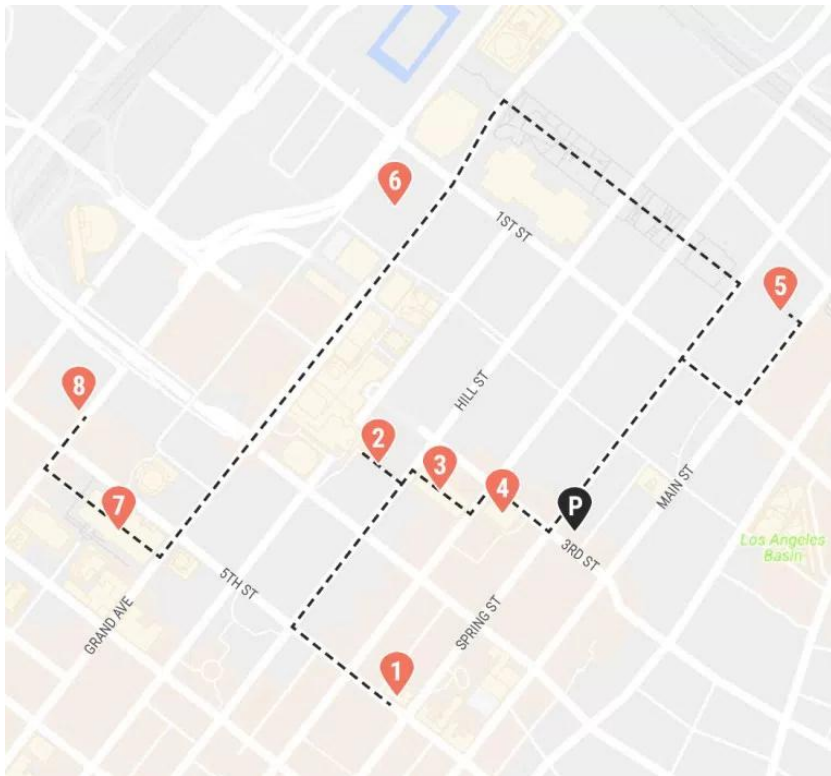 6
1ST ST
5
HILL ST
8
2
3
4
P
7
MAIN ST
3RD ST
Los Angeles
Basin
5TH ST
GRAND AVE
SPRING ST
1